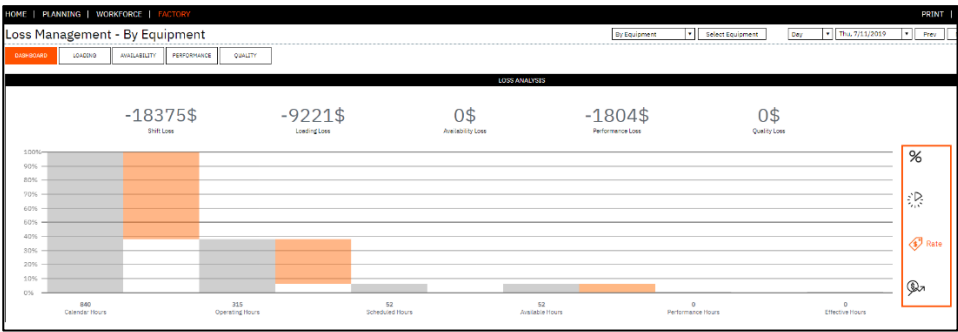 HOME | PLANNING | WORKFORCE | FACTORY PRINT |
Loss Management - By Equipment By Equipment Select Equipment Day Thu, 7/11/2019 Prev
DASHBOARD LOADING AVAILABILITY PERFORMANCE QUALITY
LOSS ANALYSIS
-18375$ -9221$ 0$ -1804$ 0$
Shift Loss Loading Loss Availability Loss Performance Loss Quality Loss
100%
90%
80%
70%
60%
50%
40%
30%
20%
10%
0%
%
Rate
840 315 52 52 0 0
Calendar Hours Operating Hours Scheduled Hours Available Hours Performance Hours Effective Hours